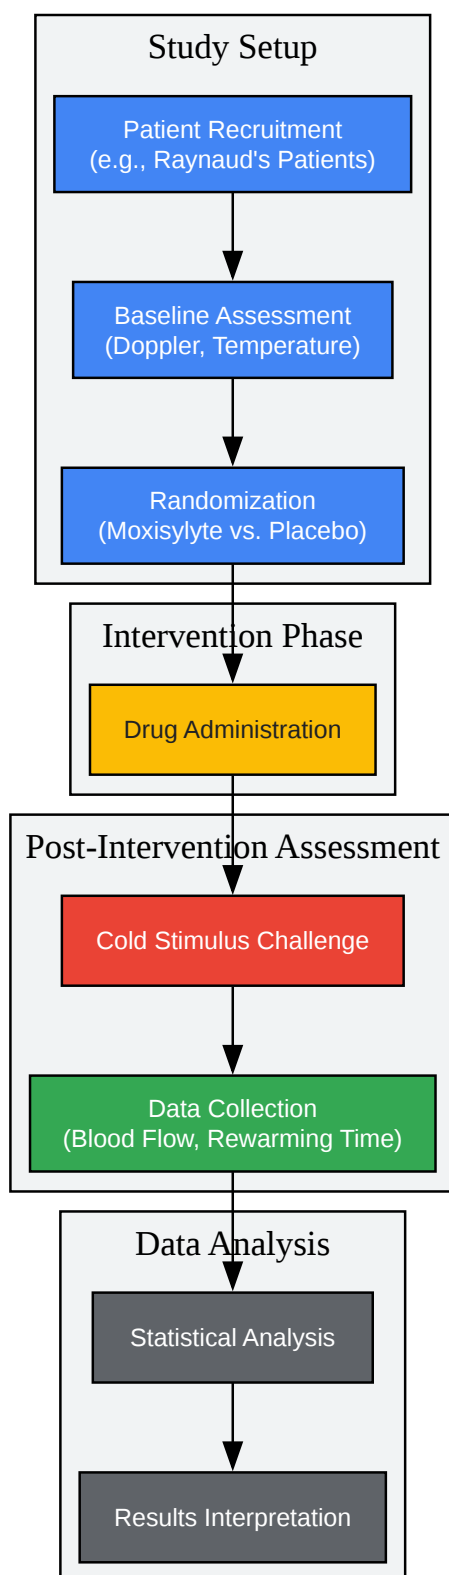 Study Setup
Patient Recruitment
(e.g., Raynaud's Patients)
Baseline Assessment
(Doppler, Temperature)
Randomization
(Moxisylyte vs. Placebo)
Intervention Phase
Drug Administration
Post-Intervention Assessment
Cold Stimulus Challenge
Data Collection
(Blood Flow, Rewarming Time)
Data Analysis
Statistical Analysis
Results Interpretation